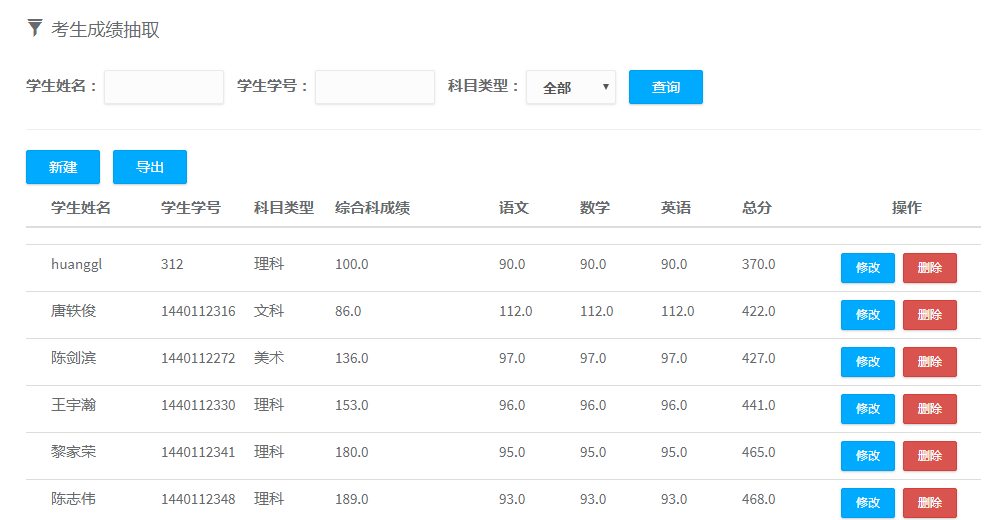 考生成绩抽取
学生姓名： 学生学号： 科目类型： 全部 查询
新建 导出
学生姓名 学生学号 科目类型 综合科成绩 语文 数学 英语 总分 操作
huanggl 312 理科 100.0 90.0 90.0 90.0 370.0 修改 删除
唐轶俊 1440112316 文科 86.0 112.0 112.0 112.0 422.0 修改 删除
陈剑滨 1440112272 美术 136.0 97.0 97.0 97.0 427.0 修改 删除
王宇瀚 1440112330 理科 153.0 96.0 96.0 96.0 441.0 修改 删除
黎家荣 1440112341 理科 180.0 95.0 95.0 95.0 465.0 修改 删除
陈志伟 1440112348 理科 189.0 93.0 93.0 93.0 468.0 修改 删除